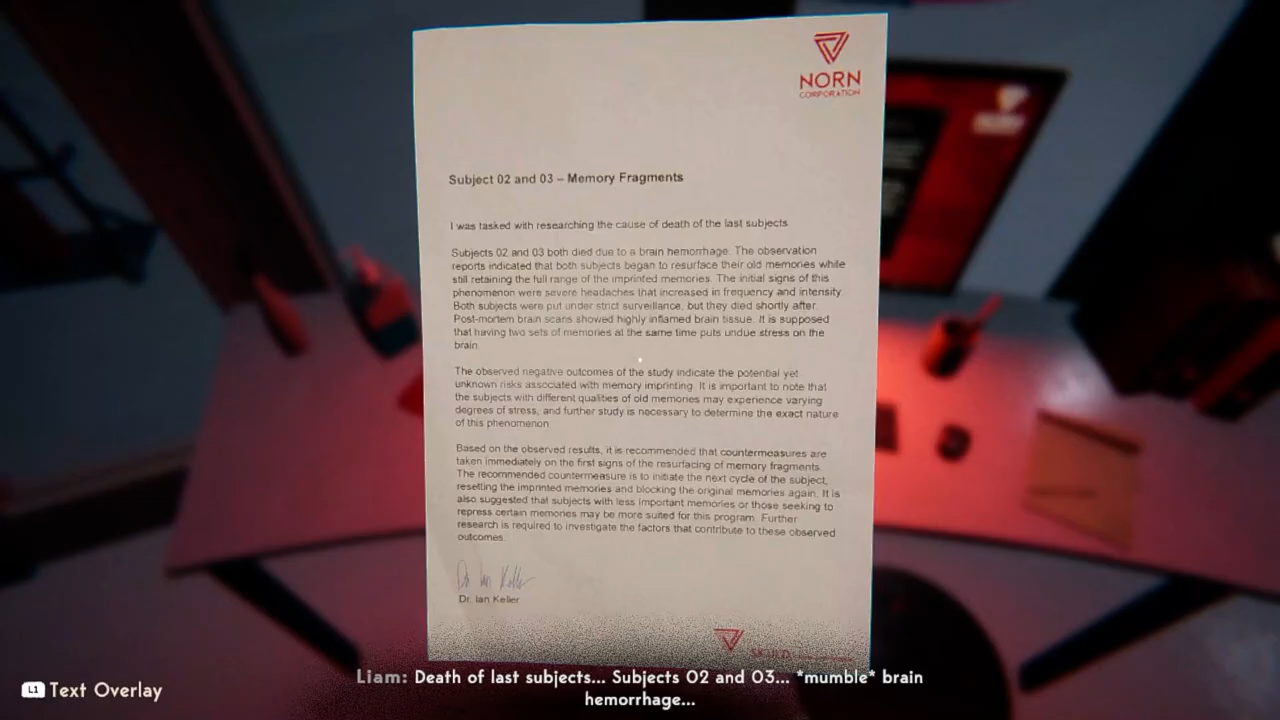 NORN
CORPORATION
Subject 02 and 03 – Memory Fragments
I was tasked with researching the cause of death of the last subjects
Subjects 02 and 03 both died due to a brain hemorrhage. The observation
reports indicated that both subjects began to resurface their old memories while
still retaining the full range of the imprinted memories. The initial signs of this
phenomenon were severe headaches that increased in frequency and intensity.
Both subjects were put under strict surveillance, but they died shortly after.
Post-mortem brain scans showed highly inflamed brain tissue. It is supposed
that having two sets of memories at the same time puts undue stress on the
brain.
The observed negative outcomes of the study indicate the potential yet
unknown risks associated with memory imprinting. It is important to note that
the subjects with different qualities of old memories may experience varying
degrees of stress, and further study is necessary to determine the exact nature
of this phenomenon.
Based on the observed results, it is recommended that countermeasures are
taken immediately on the first signs of the resurfacing of memory fragments.
The recommended countermeasure is to initiate the next cycle of the subject,
resetting the imprinted memories and blocking the original memories again. It is
also suggested that subjects with less important memories or those seeking to
repress certain memories may be more suited for this program. Further
research is required to investigate the factors that contribute to these observed
outcomes.
Dr. Ian Keller
Dr. Ian Keller
SKULD
Liam: Death of last subjects... Subjects 02 and 03... *mumble* brain
hemorrhage...
L1 Text Overlay